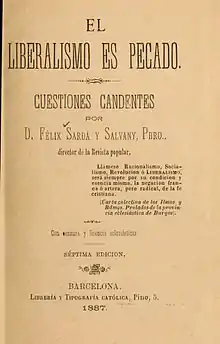 EL
LIBERALISMO ES PECADO.
CUESTIONES CANDENTES
POR
D. FÉLIX SARDÁ Y SALVANY, PBRO.,
director de la Revista popular.
Llámese Racionalismo, Socia-
lismo, Revolucion ó LIBERALISMO,
será siempre por su condicion y
esencia misma, la negacion fran-
ca ó artera, pero radical, de la fe
cristiana.
(Carta colectiva de los Ilmos. y
Rdmos. Prelados de la provin-
cia eclesiástica de Burgos).
Con censura y licencia eclesiástica
SÉPTIMA EDICION.
BARCELONA.
LIBRERÍA Y TIPOGRAFÍA CATÓLICA, PINO, 5.
1887.